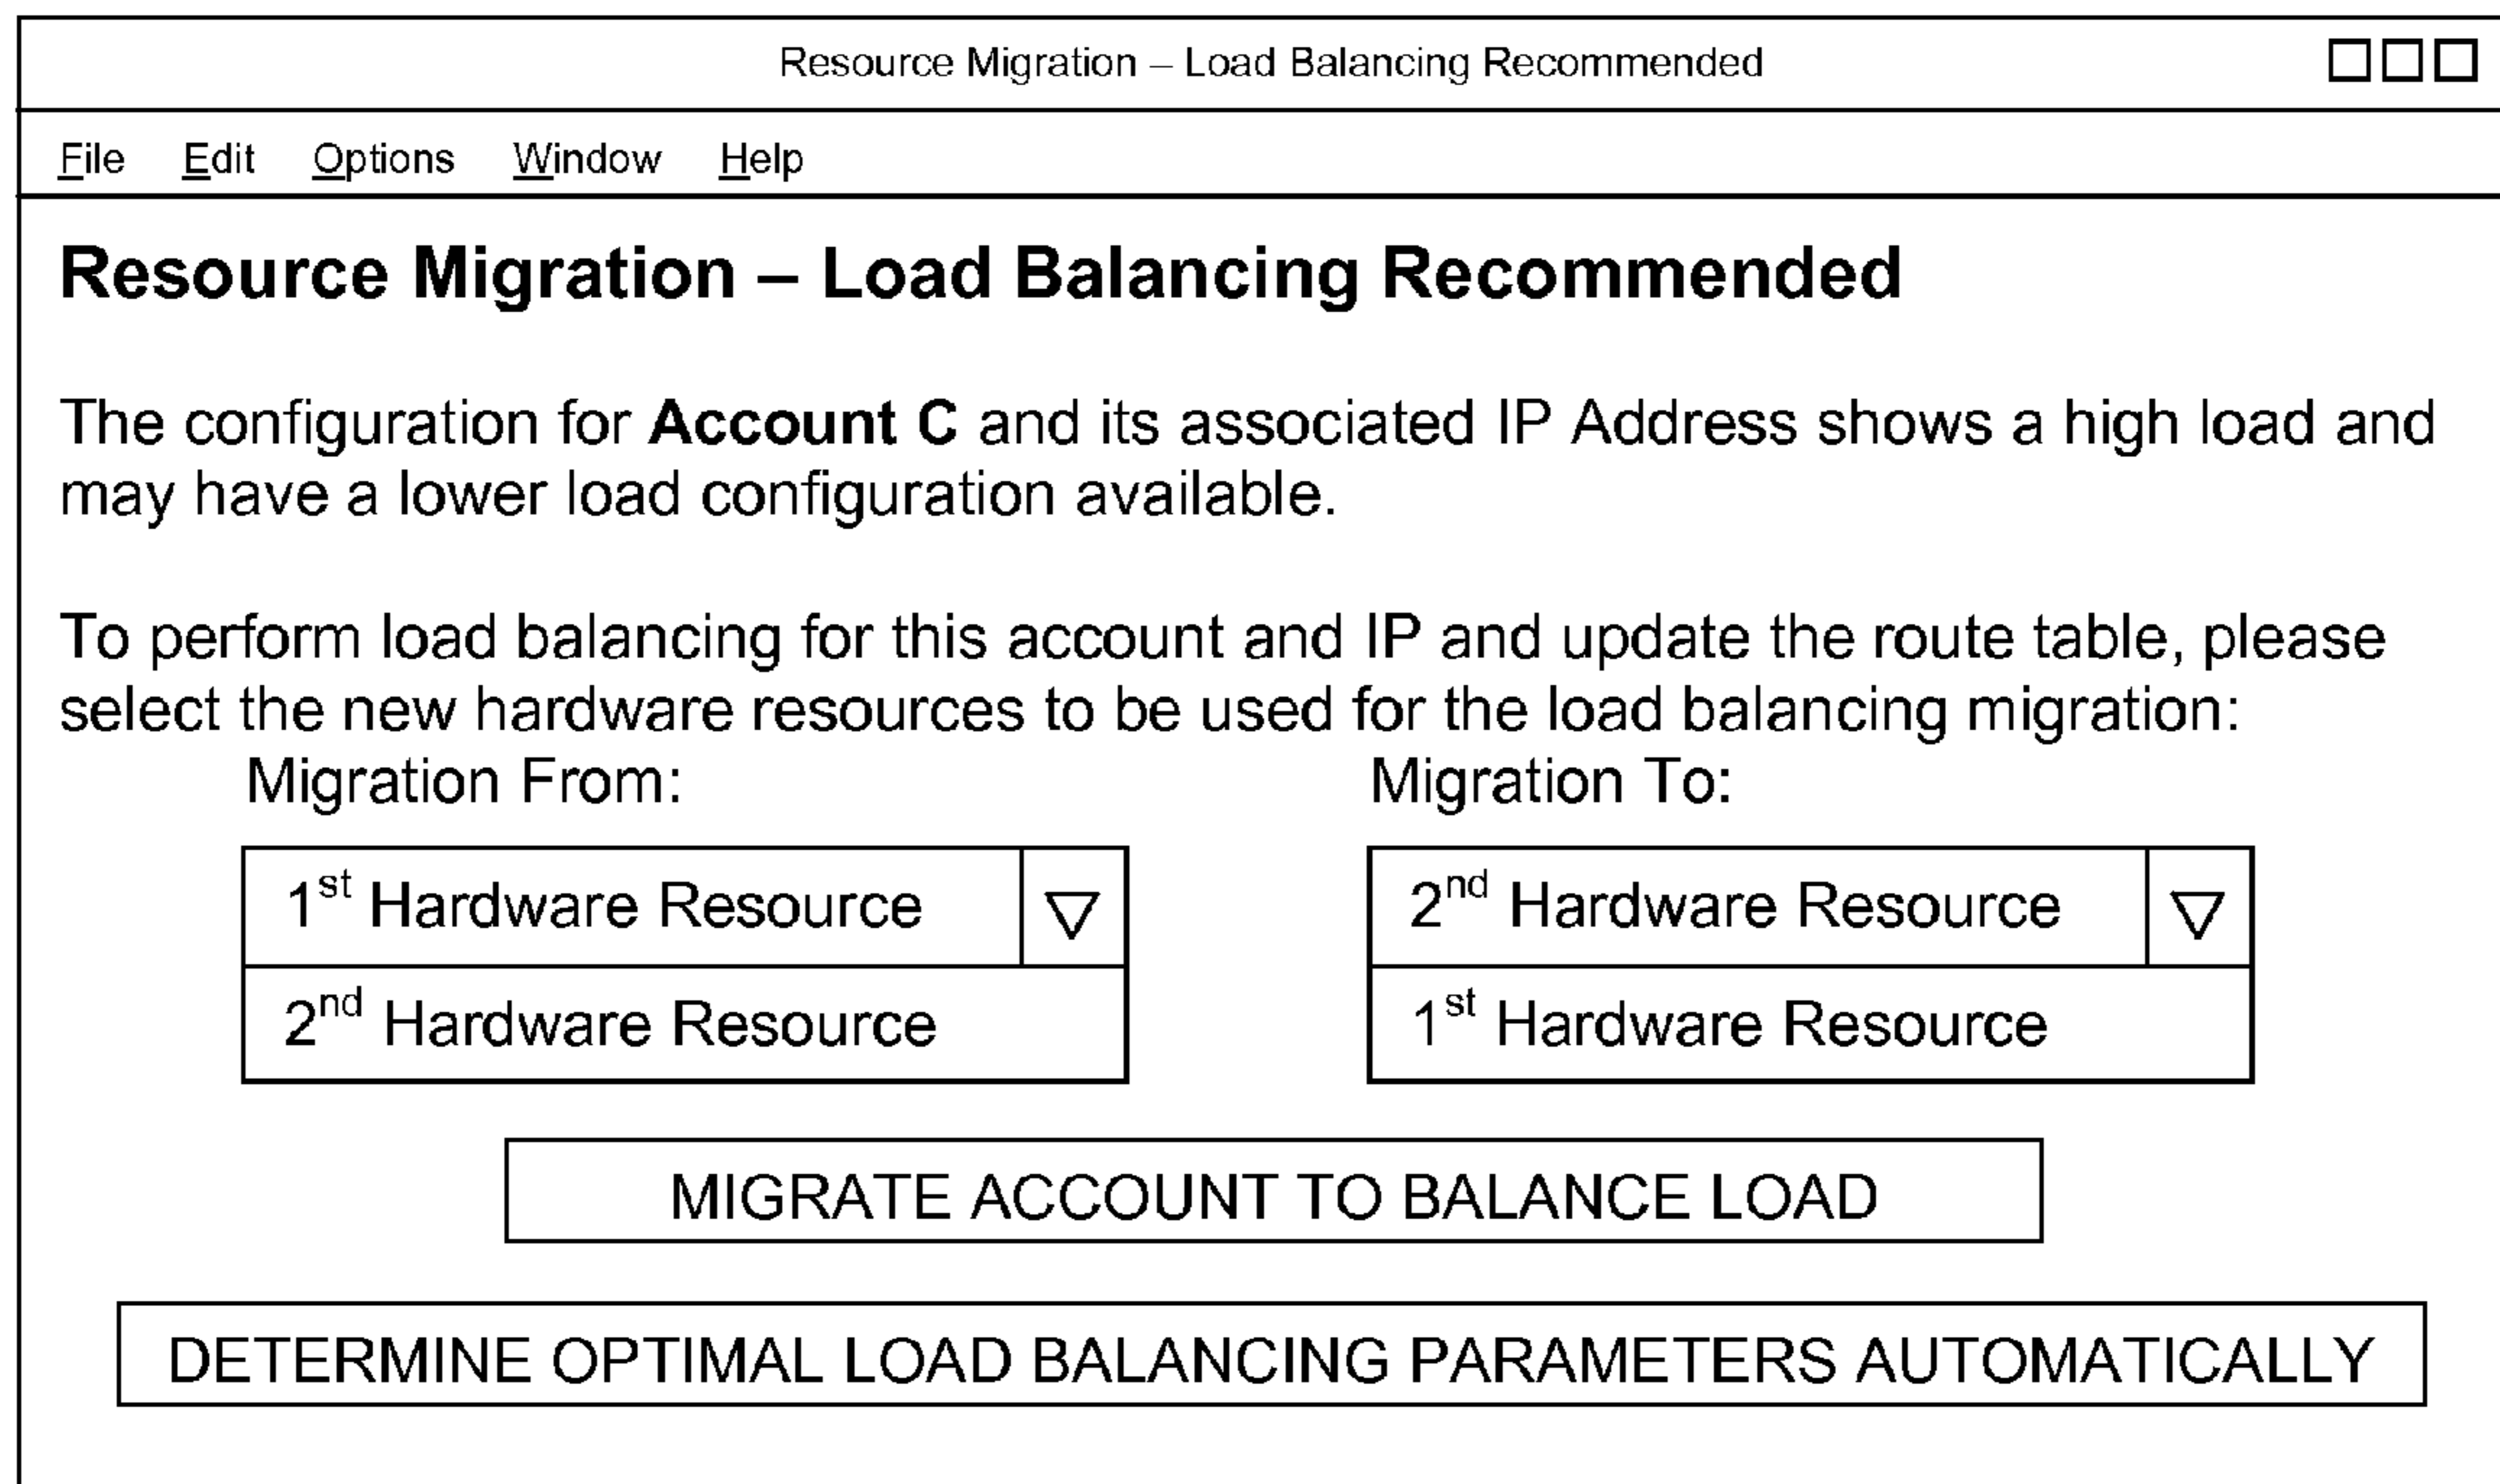 Resource Migration – Load Balancing Recommended
File Edit Options Window Help
Resource Migration – Load Balancing Recommended
The configuration for Account C and its associated IP Address shows a high load and
may have a lower load configuration available.
To perform load balancing for this account and IP and update the route table, please
select the new hardware resources to be used for the load balancing migration:
Migration From: Migration To:
1st Hardware Resource 2nd Hardware Resource
2nd Hardware Resource 1st Hardware Resource
MIGRATE ACCOUNT TO BALANCE LOAD
DETERMINE OPTIMAL LOAD BALANCING PARAMETERS AUTOMATICALLY